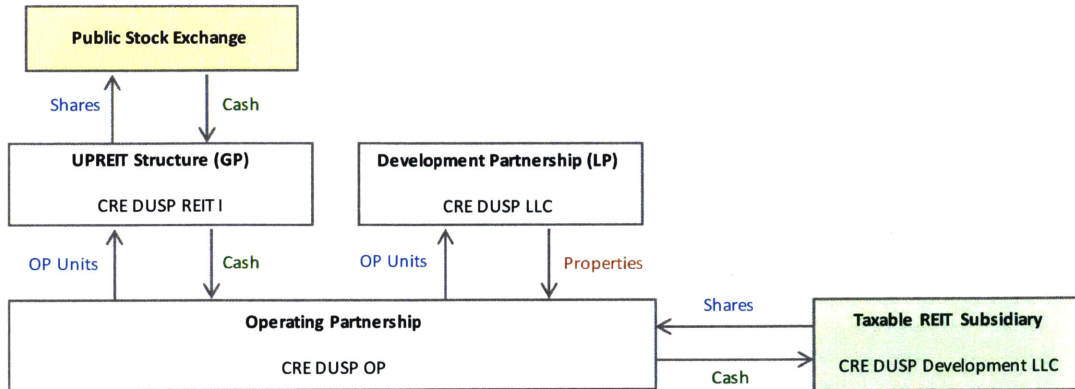 Public Stock Exchange
Shares
Cash
UPREIT Structure (GP)
CRE DUSP REIT I
Development Partnership (LP)
CRE DUSP LLC
OP Units
Cash
OP Units
Properties
Operating Partnership
CRE DUSP OP
Shares
Cash
Taxable REIT Subsidiary
CRE DUSP Development LLC